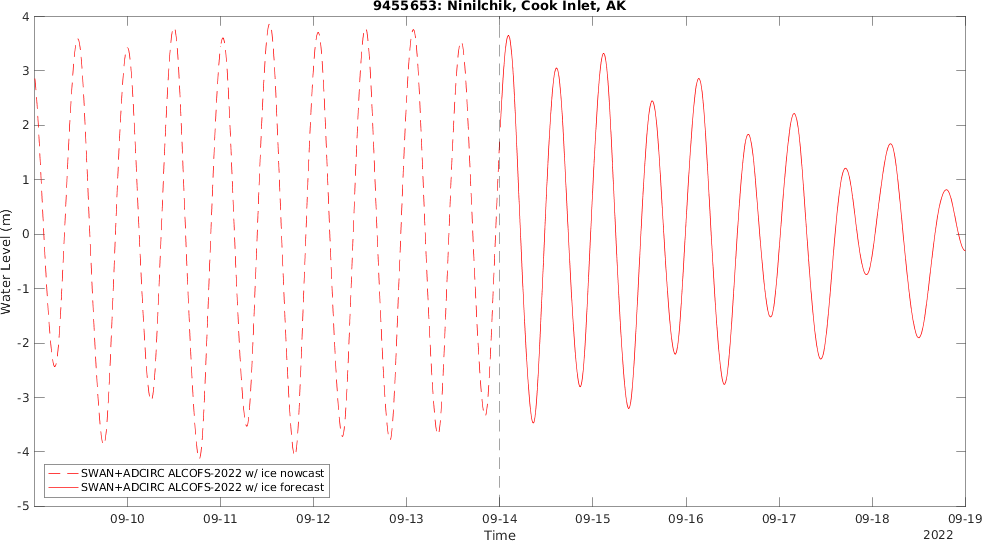 9455653: Ninilchik, Cook Inlet, AK
4
3
2
1
0
-1
-2
-3
-4
-5
Water Level (m)
SWAN+ADCIRC ALCOFS-2022 w/ ice nowcast
SWAN+ADCIRC ALCOFS-2022 w/ ice forecast
09-10 09-11 09-12 09-13 09-14 09-15 09-16 09-17 09-18 09-19
Time
2022